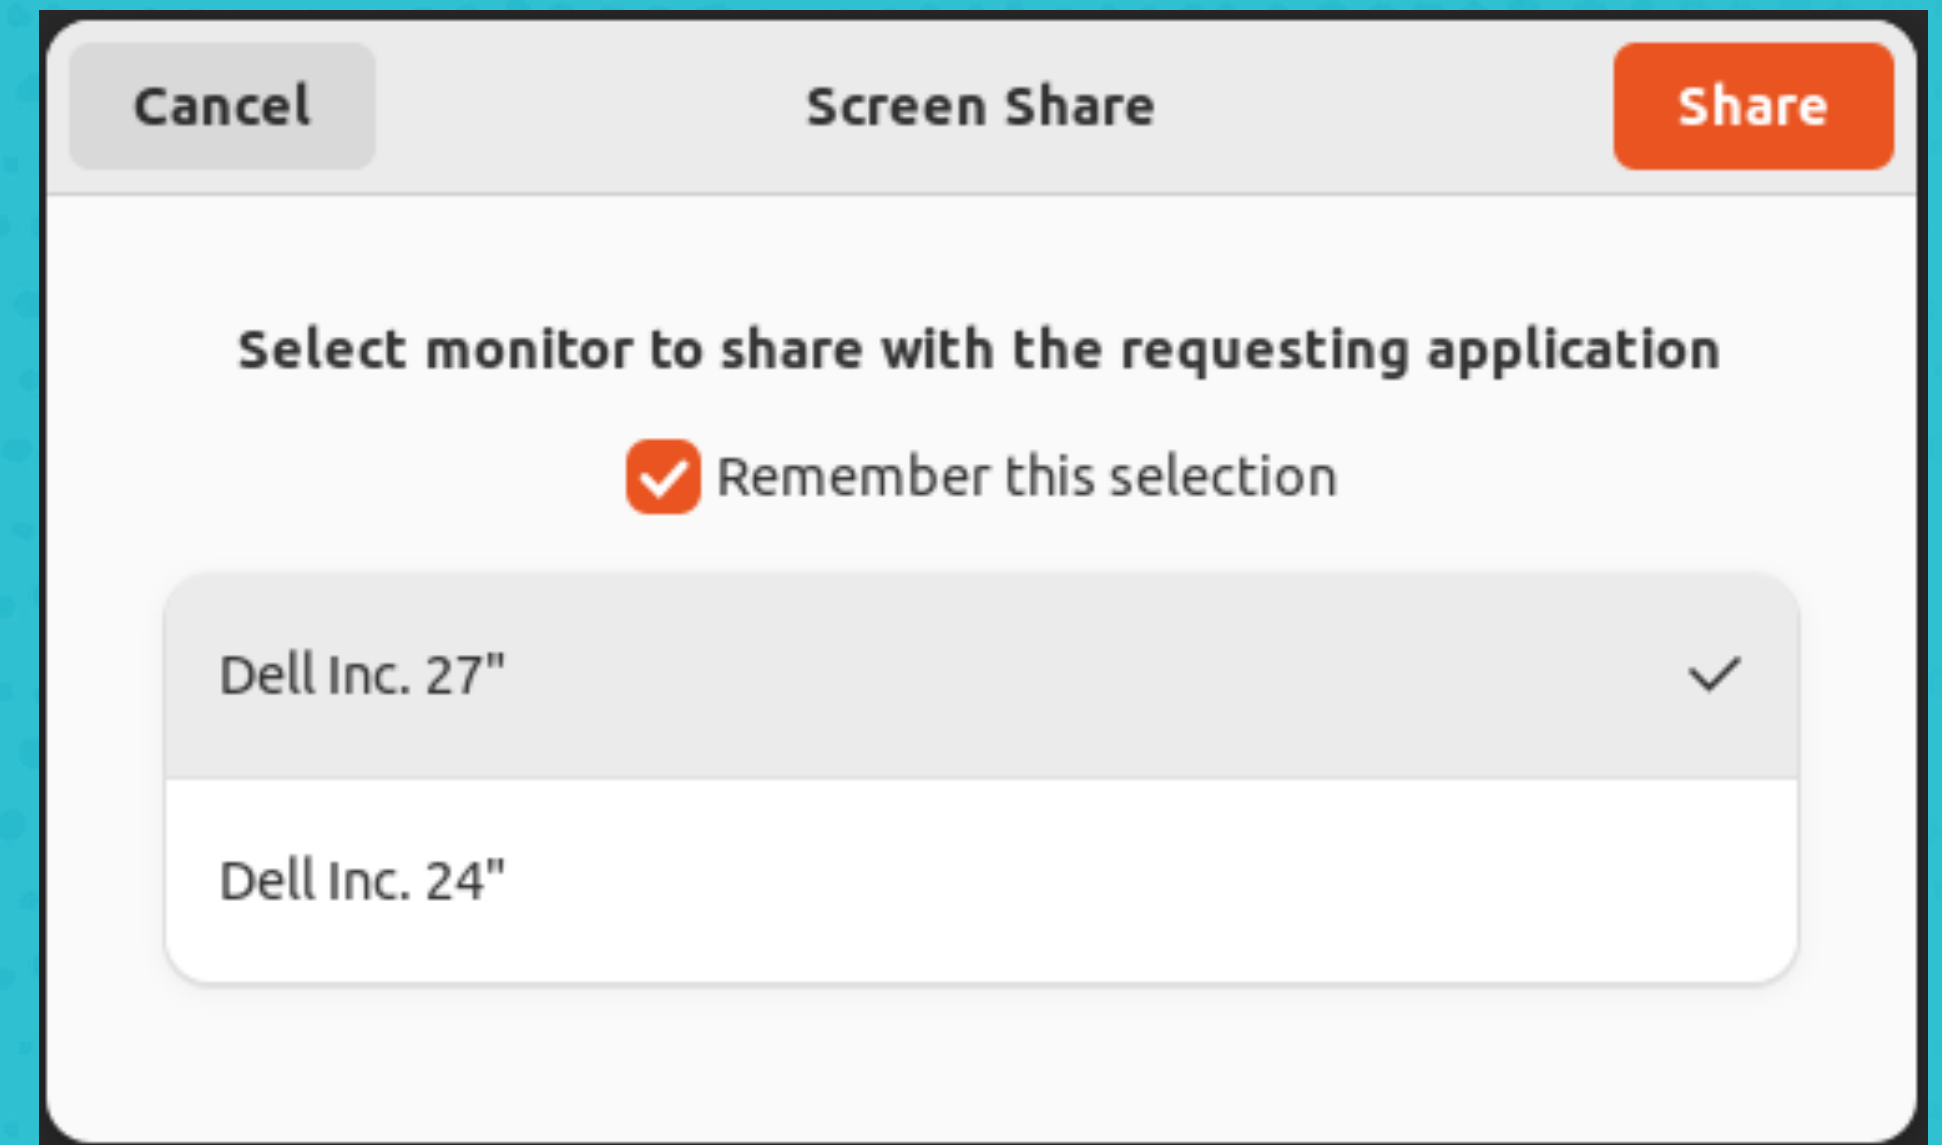 Cancel
Screen Share
Share
Select monitor to share with the requesting application
Remember this selection
Dell Inc. 27"
Dell Inc. 24"